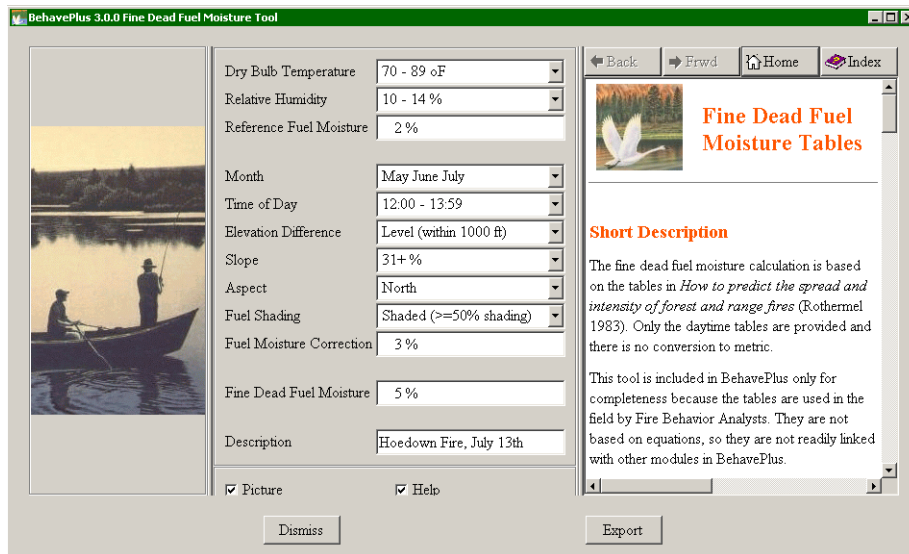 BehavePlus 3.0.0 Fine Dead Fuel Moisture Tool
Dry Bulb Temperature 70 - 89 oF
Relative Humidity 10 - 14 %
Reference Fuel Moisture 2 %
Month May June July
Time of Day 12:00 - 13:59
Elevation Difference Level (within 1000 ft)
Slope 31+ %
Aspect North
Fuel Shading Shaded (>=50% shading)
Fuel Moisture Correction 3 %
Fine Dead Fuel Moisture 5 %
Description Hoedown Fire, July 13th
Picture Help
Back Frwd Home Index
Fine Dead Fuel
Moisture Tables
Short Description
The fine dead fuel moisture calculation is based
on the tables in How to predict the spread and
intensity of forest and range fires (Rothermel
1983). Only the daytime tables are provided and
there is no conversion to metric.
This tool is included in BehavePlus only for
completeness because the tables are used in the
field by Fire Behavior Analysts. They are not
based on equations, so they are not readily linked
with other modules in BehavePlus.
Dismiss Export